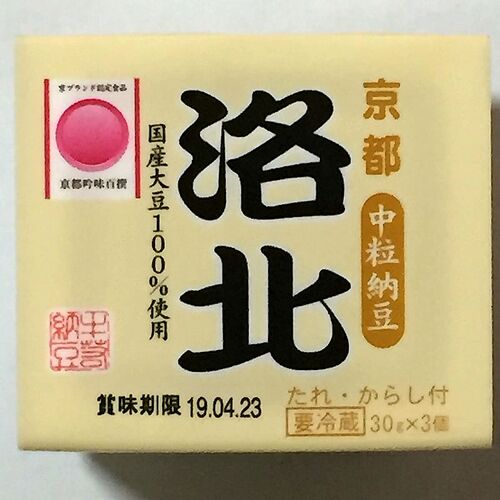 京都
中粒納豆
洛北
国産大豆100%使用
京ブランド認定食品
京都吟味百撰
賞味期限 19.04.23
たれ・からし付
要冷蔵 30g×3個